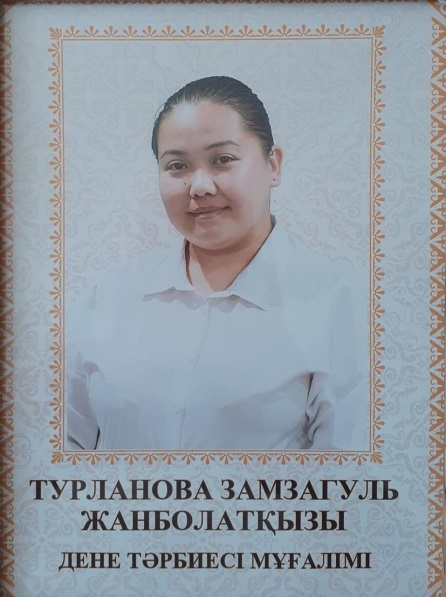 ТУРЛАНОВА ЗАМЗАГУЛЬ
ЖАНБОЛАТҚЫЗЫ
ДЕНЕ ТӘРБИЕСІ МҰҒАЛІМІ